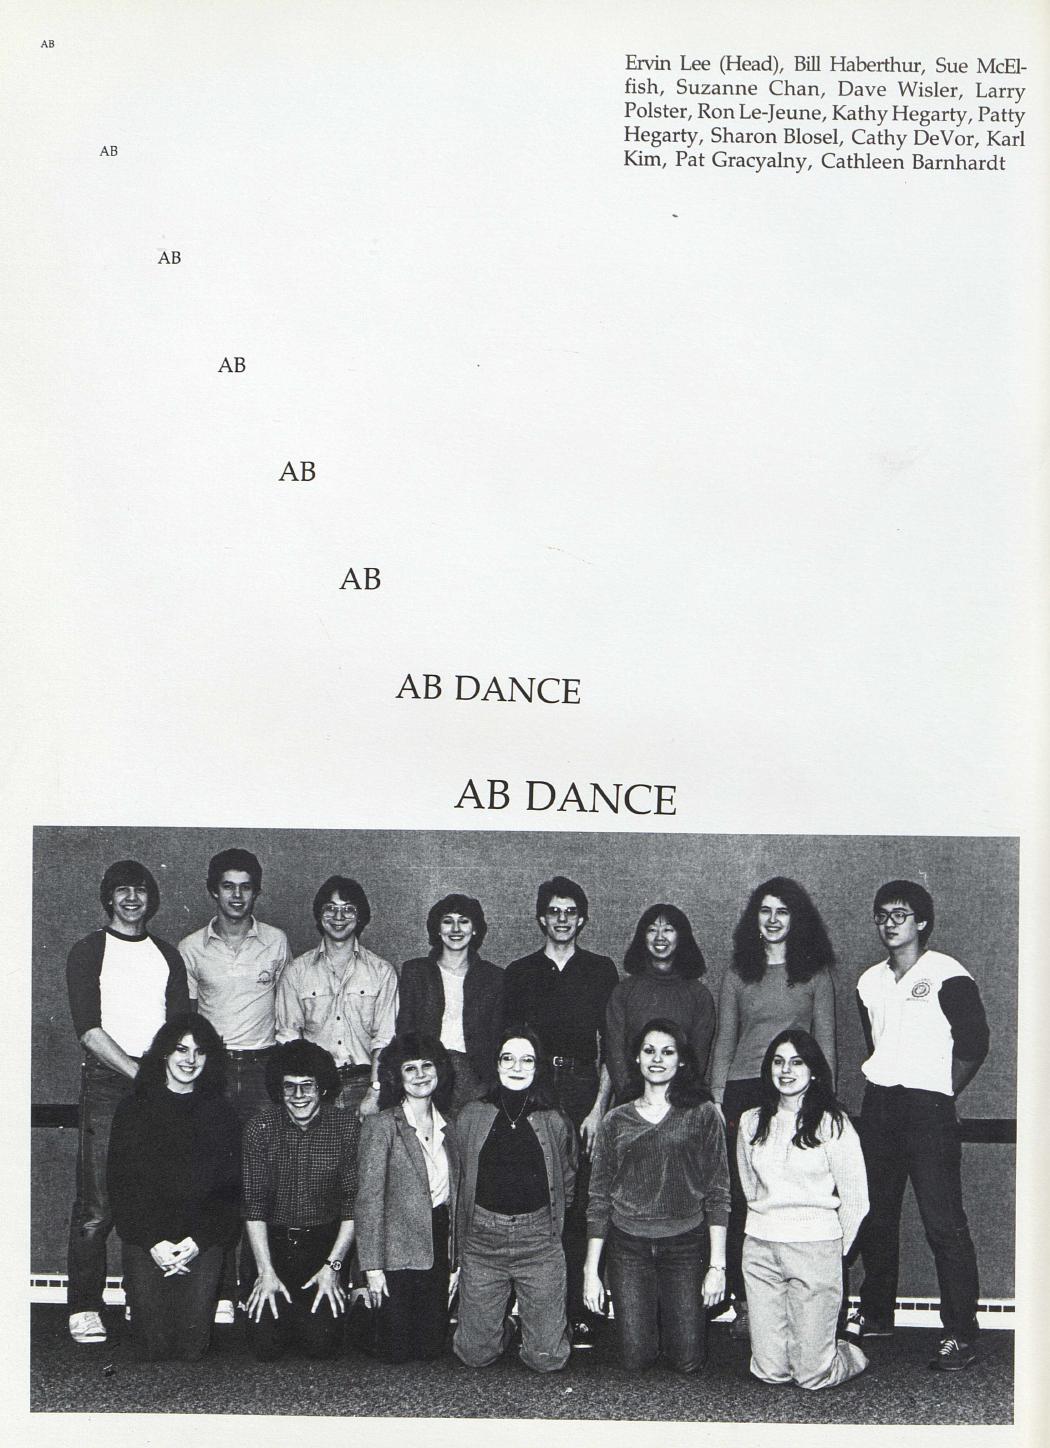 AB
Ervin Lee (Head), Bill Haberthur, Sue McEl-
fish, Suzanne Chan, Dave Wisler, Larry
Polster, Ron Le-Jeune, Kathy Hegarty, Patty
Hegarty, Sharon Blosel, Cathy DeVor, Karl
Kim, Pat Gracyalny, Cathleen Barnhardt
AB
AB
AB
AB
AB
AB DANCE
AB DANCE